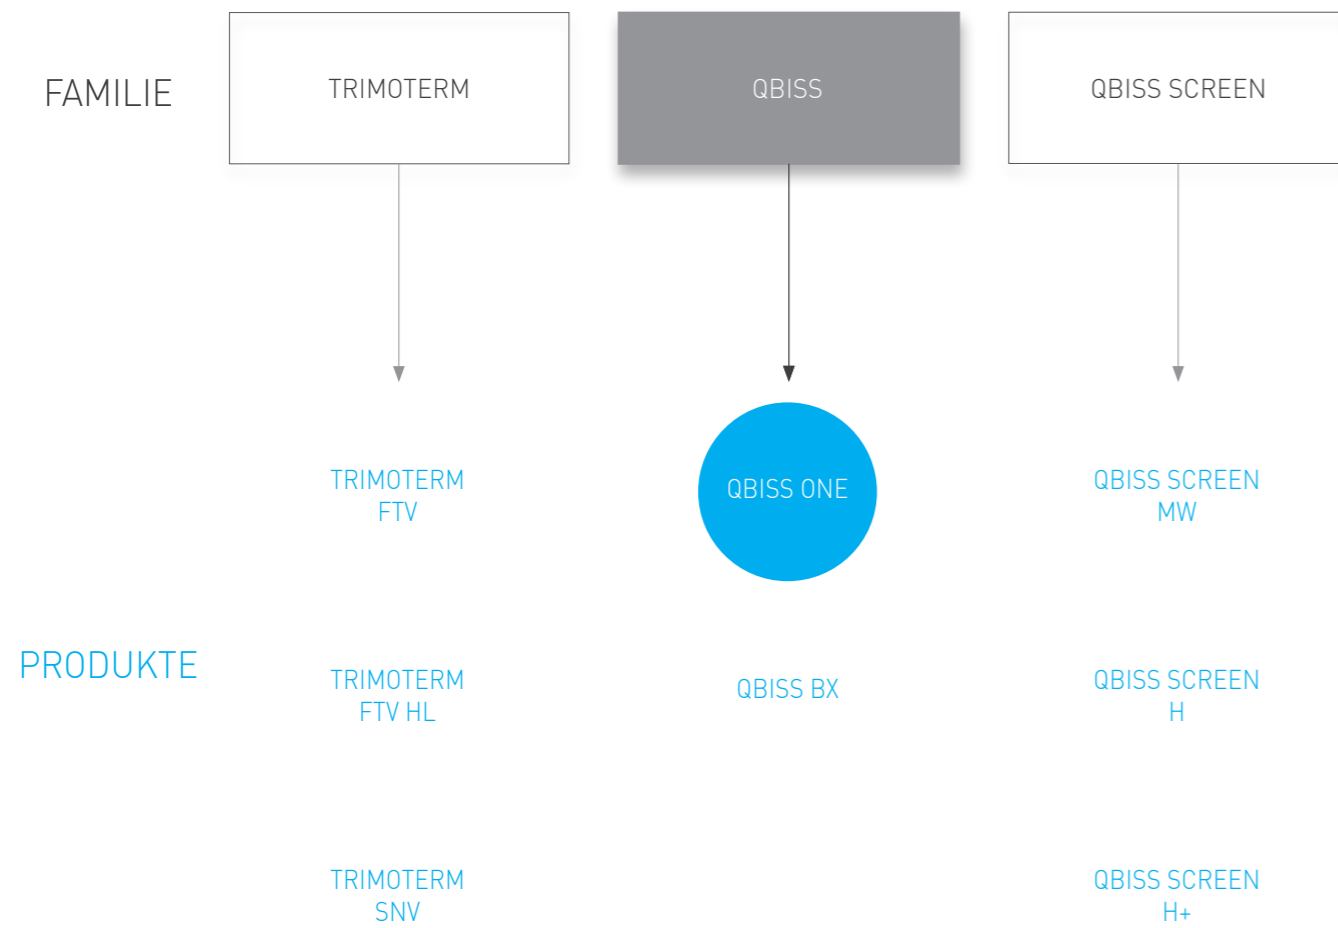 FAMILIE
TRIMOTERM
QBISS
QBISS SCREEN
TRIMOTERM
FTV
QBISS ONE
QBISS SCREEN
MW
PRODUKTE
TRIMOTERM
FTV HL
QBISS BX
QBISS SCREEN
H
TRIMOTERM
SNV
QBISS SCREEN
H+